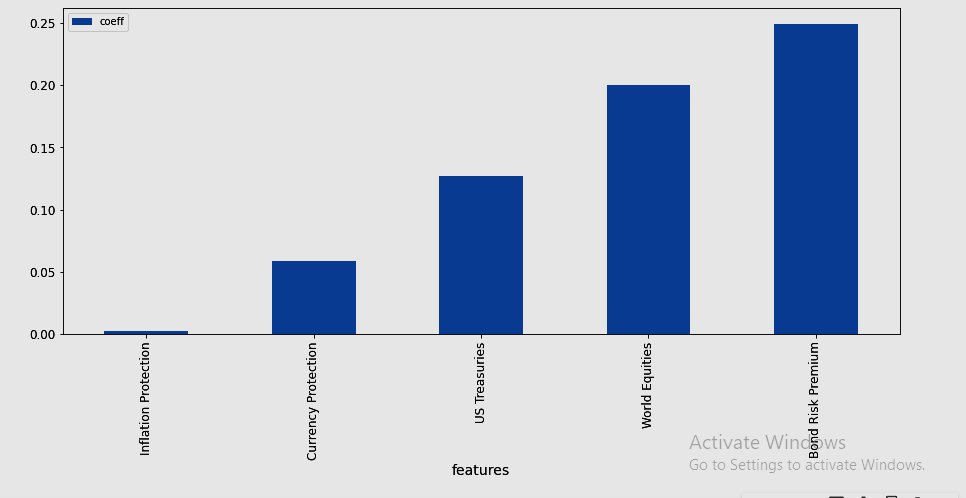 coeff
0.25
0.20
0.15
0.10
0.05
0.00
Inflation Protection
Currency Protection
US Treasuries
World Equities
Bond Risk Premium
features
Activate Windows
Go to Settings to activate Windows.